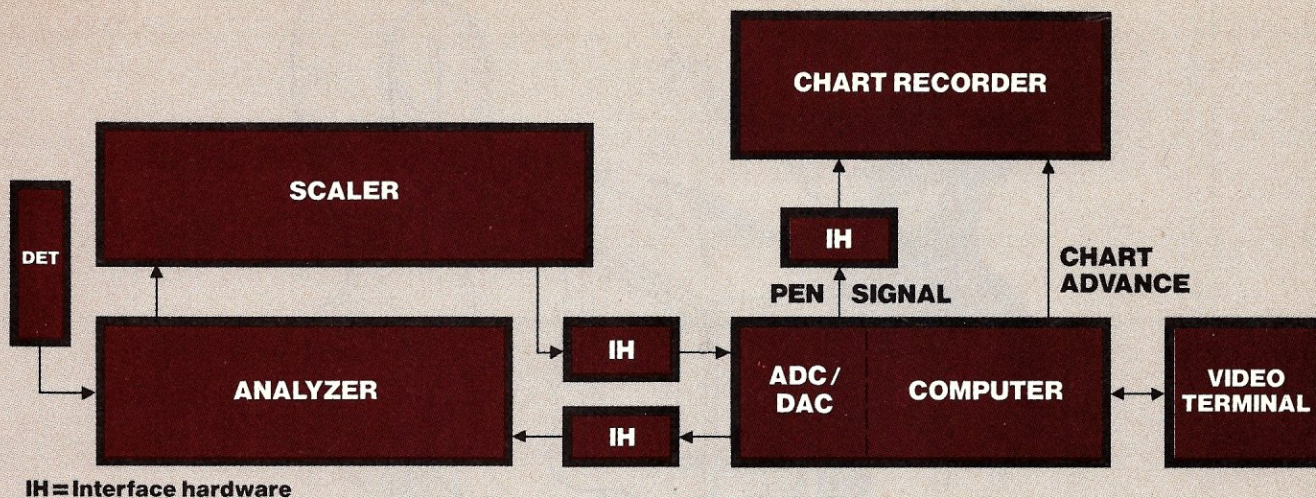 CHART RECORDER
SCALER
DET
IH
CHART
ADVANCE
PEN SIGNAL
IH
ANALYZER
ADC/
DAC
COMPUTER
VIDEO
TERMINAL
IH
IH=Interface hardware